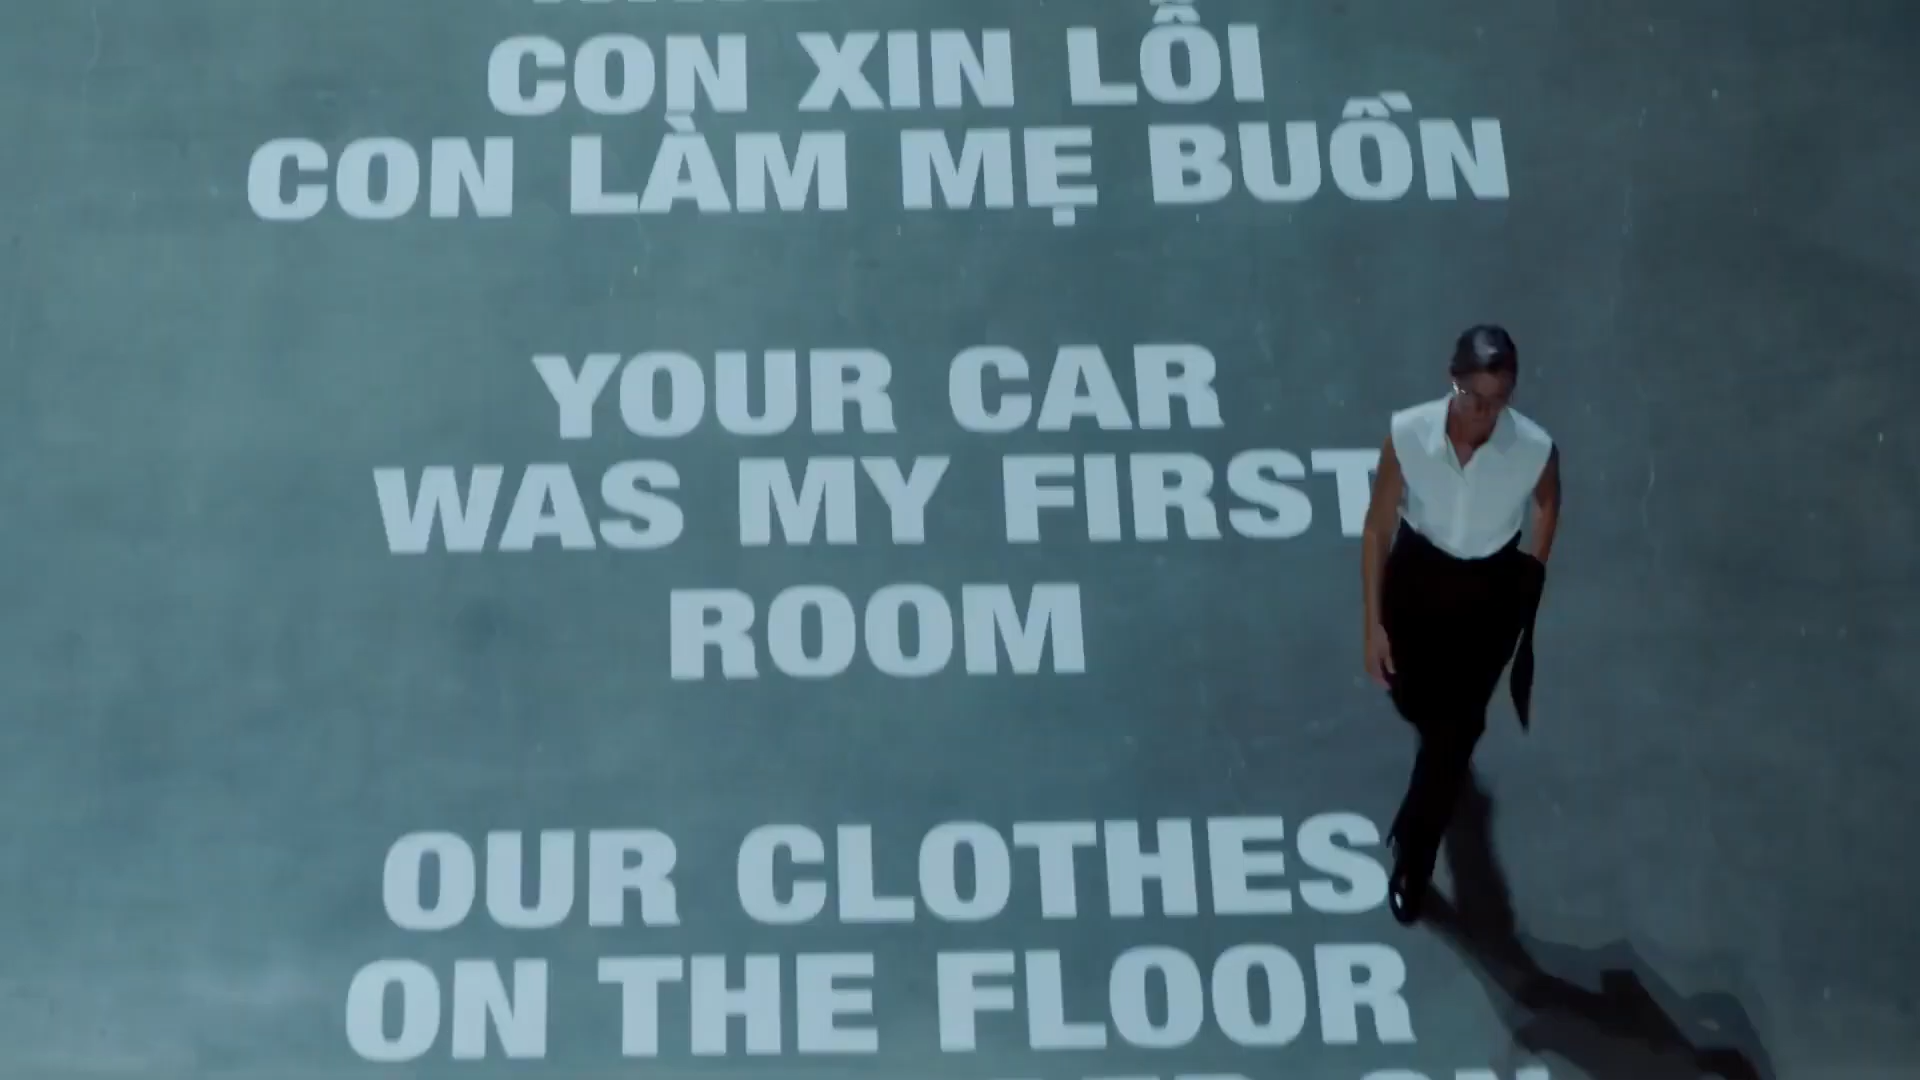 CON XIN LỖI
CON LÀM MẸ BUỒN
YOUR CAR
WAS MY FIRST
ROOM
OUR CLOTHES
ON THE FLOOR